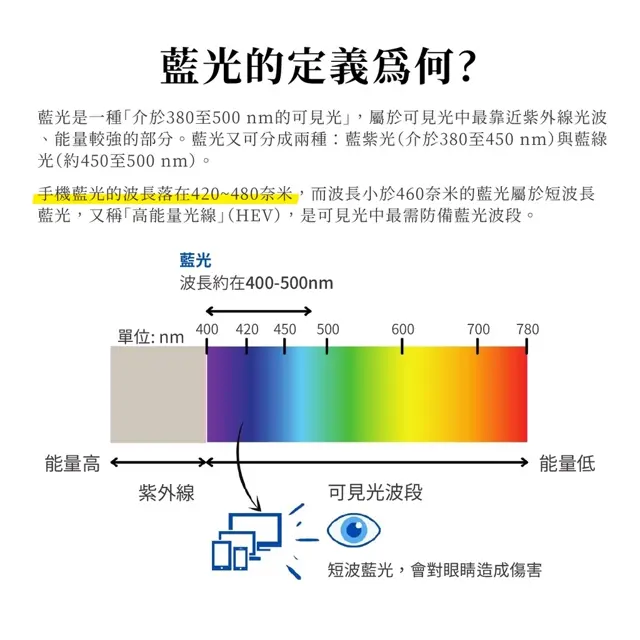 藍光的定義爲何?
藍光是一種「介於380至500 nm的可見光」，屬於可見光中最靠近紫外線光波
、能量較強的部分。藍光又可分成兩種：藍紫光(介於380至450 nm)與藍綠
光(約450至500 nm)。
手機藍光的波長落在420~480奈米，而波長小於460奈米的藍光屬於短波長
藍光，又稱「高能量光線」(HEV)，是可見光中最需防備藍光波段。
藍光
波長約在400-500nm
單位: nm 400 420 450 500 600 700 780
能量高 能量低
紫外線 可見光波段
短波藍光，會對眼睛造成傷害